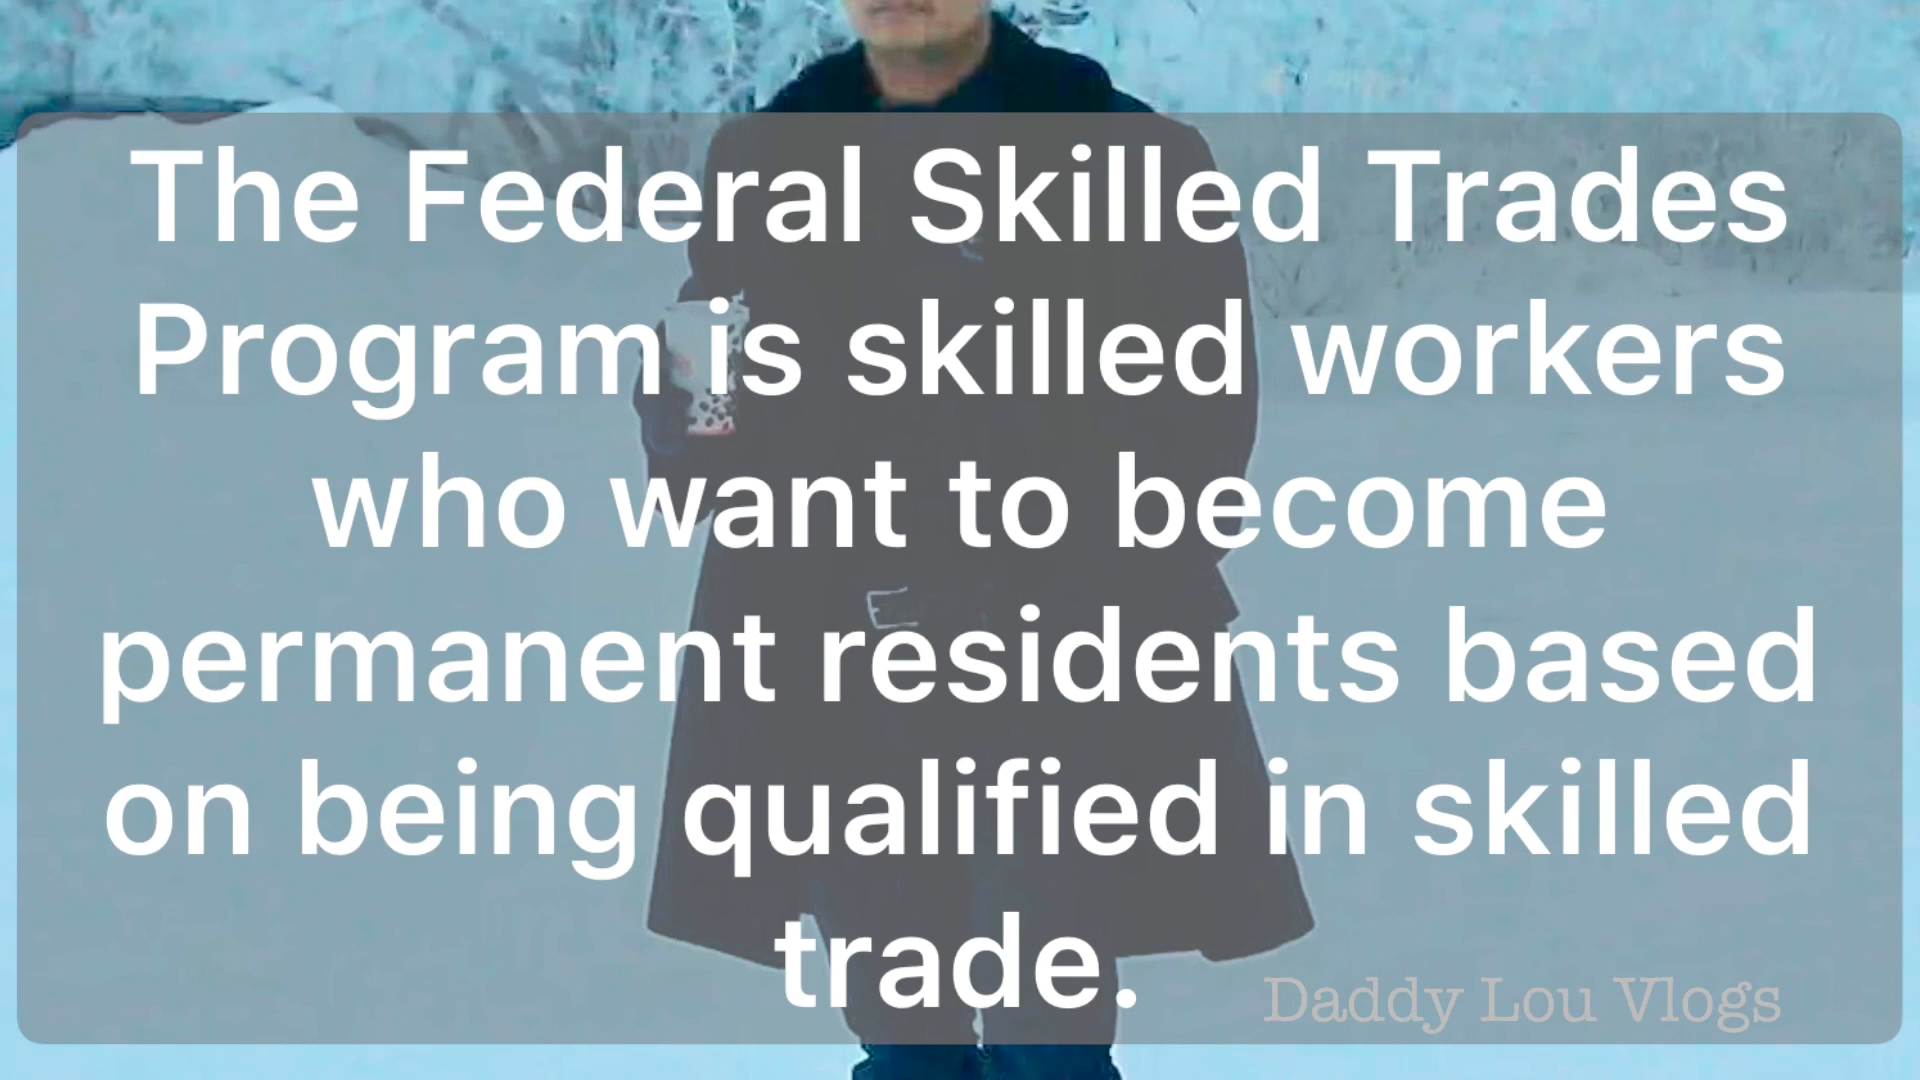 The Federal Skilled Trades
Program is skilled workers
who want to become
permanent residents based
on being qualified in skilled
trade.
Daddy Lou Vlogs